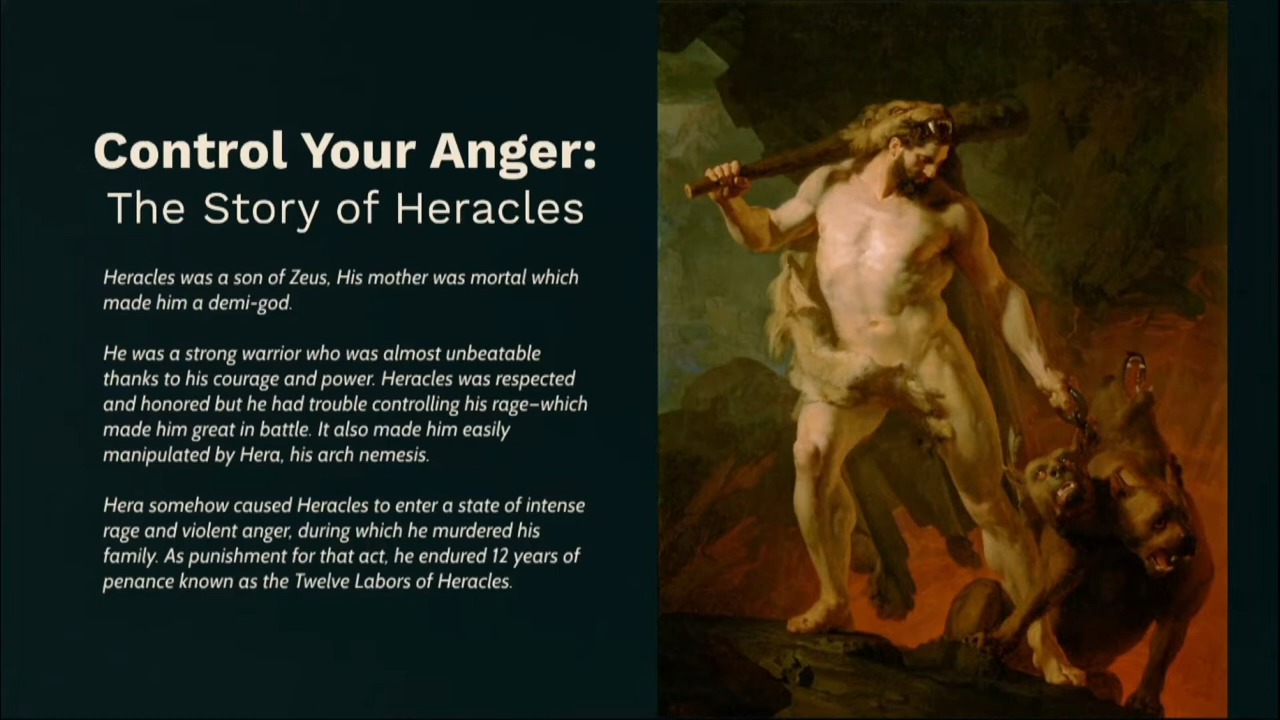 Control Your Anger:
The Story of Heracles
Heracles was a son of Zeus, His mother was mortal which
made him a demi-god.
He was a strong warrior who was almost unbeatable
thanks to his courage and power. Heracles was respected
and honored but he had trouble controlling his rage–which
made him great in battle. It also made him easily
manipulated by Hera, his arch nemesis.
Hera somehow caused Heracles to enter a state of intense
rage and violent anger, during which he murdered his
family. As punishment for that act, he endured 12 years of
penance known as the Twelve Labors of Heracles.